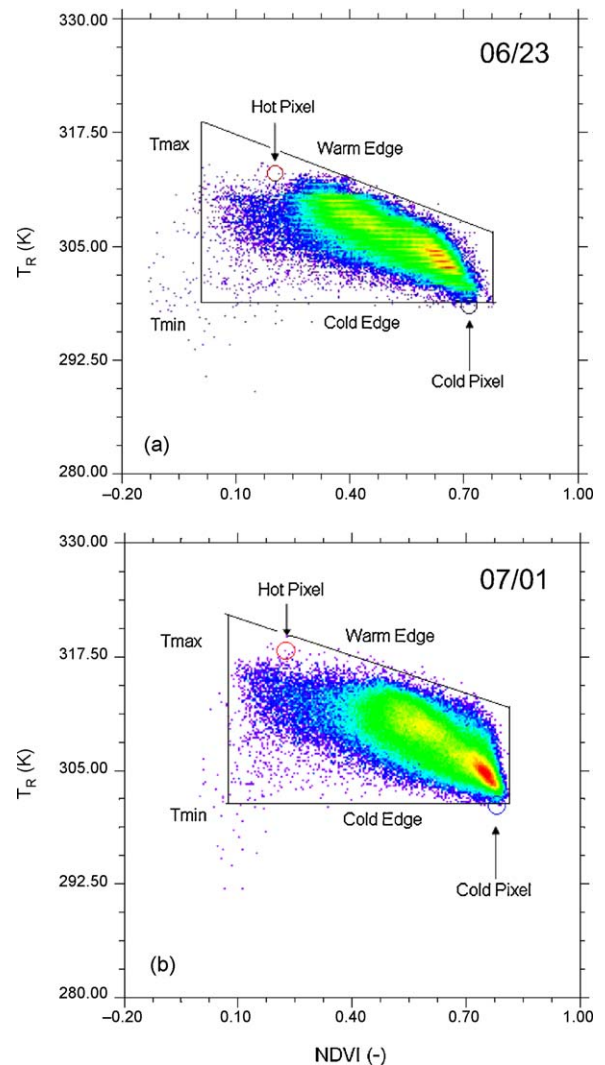 330.00
06/23
Hot Pixel
317.50
Tmax
Warm Edge
T_R (K)
305.00
Tmin
Cold Edge
292.50
Cold Pixel
(a)
280.00
–0.20 0.10 0.40 0.70 1.00
330.00
07/01
Hot Pixel
Tmax
Warm Edge
317.50
T_R (K)
305.00
Tmin
Cold Edge
292.50
Cold Pixel
(b)
280.00
–0.20 0.10 0.40 0.70 1.00
NDVI (-)